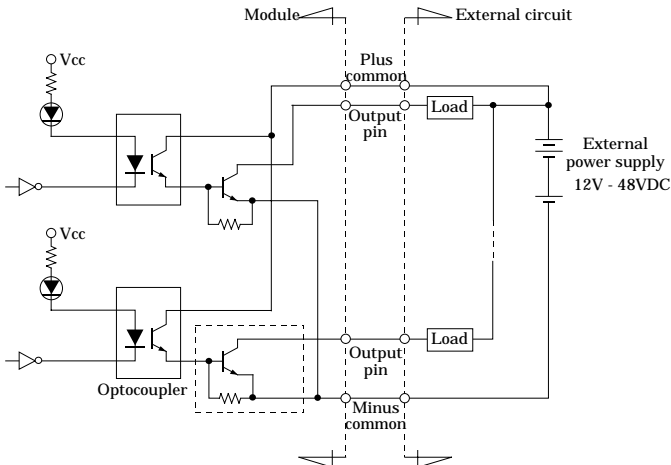 Module
External circuit
Vcc
Plus
common
Output
pin
Load
External
power supply
12V - 48VDC
Vcc
Output
pin
Load
Optocoupler
Minus
common